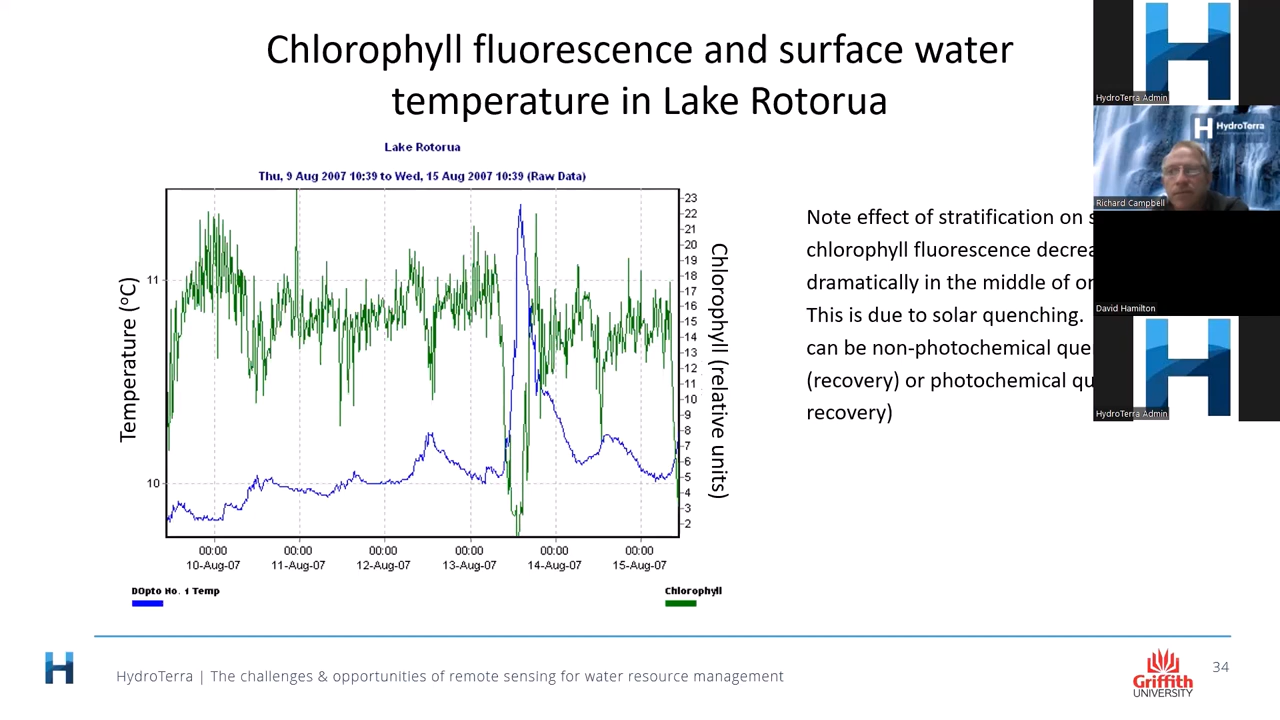 Chlorophyll fluorescence and surface water
temperature in Lake Rotorua
Lake Rotorua
Thu, 9 Aug 2007 10:39 to Wed, 15 Aug 2007 10:39 (Raw Data)
Temperature (°C)
11
10
23
22
21
20
19
18
17
16
15
14
13
12
11
10
9
8
7
6
5
4
3
2
Chlorophyll (relative units)
00:00 00:00 00:00 00:00 00:00 00:00
10-Aug-07 11-Aug-07 12-Aug-07 13-Aug-07 14-Aug-07 15-Aug-07
DOpto No. 1 Temp
Chlorophyll
Note effect of stratification on
chlorophyll fluorescence
dramatically in the middle of
This is due to solar quenching.
can be non-photochemical
(recovery) or photochemical
recovery)
HydroTerra Admin
HydroTerra
Richard Campbell
David Hamilton
HydroTerra Admin
HydroTerra | The challenges & opportunities of remote sensing for water resource management
Griffith
UNIVERSITY
34